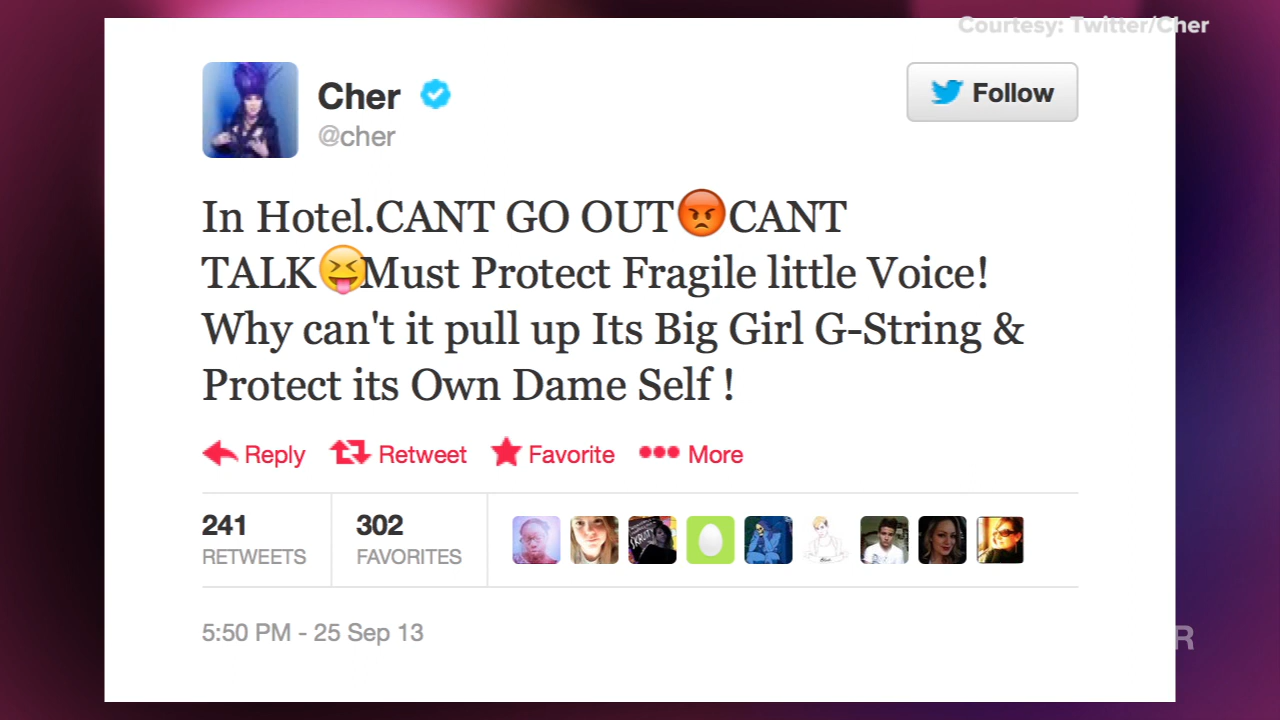 Courtesy: Twitter/Cher
Cher
@cher
Follow
In Hotel.CANT GO OUT😡CANT
TALK😝Must Protect Fragile little Voice!
Why can't it pull up Its Big Girl G-String &
Protect its Own Dame Self !
Reply Retweet Favorite More
241 302
RETWEETS FAVORITES
5:50 PM - 25 Sep 13
R